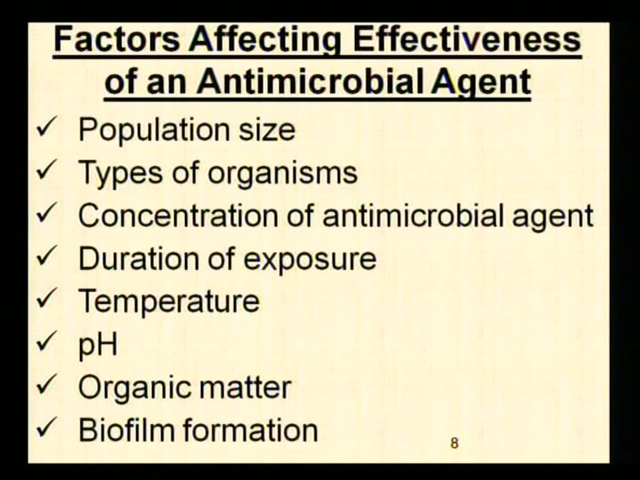 Factors Affecting Effectiveness
of an Antimicrobial Agent
✓ Population size
✓ Types of organisms
✓ Concentration of antimicrobial agent
✓ Duration of exposure
✓ Temperature
✓ pH
✓ Organic matter
✓ Biofilm formation
8